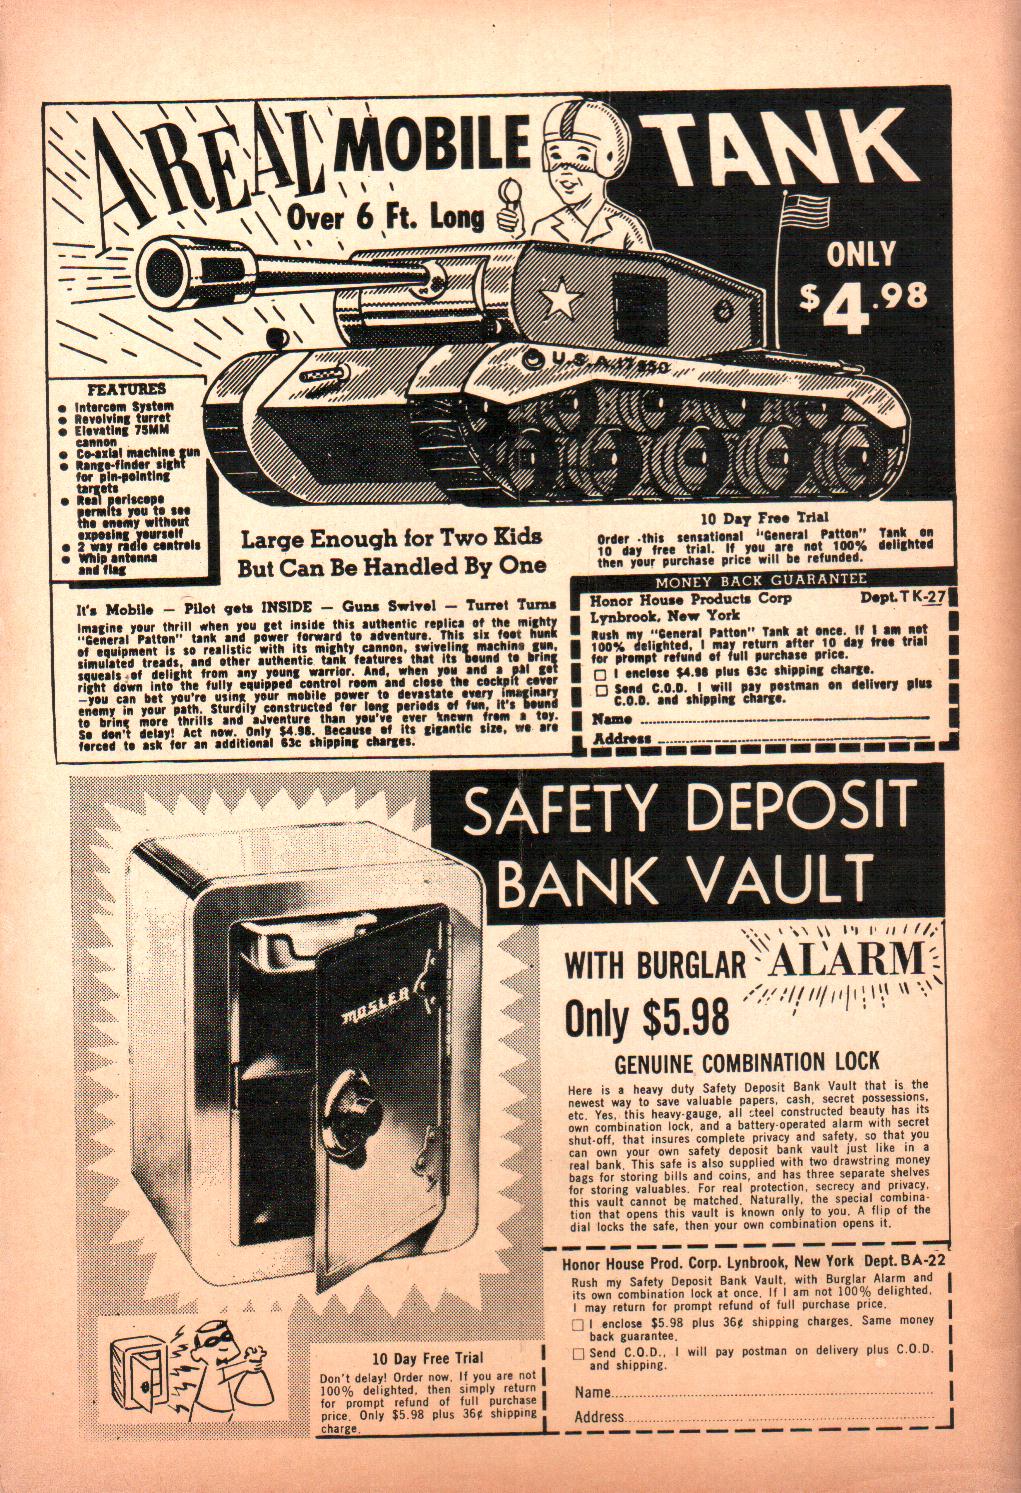 A REAL MOBILE TANK
Over 6 Ft. Long
ONLY
$4.98
U.S.A. 17950
FEATURES
● Intercom System
● Revolving turret
● Elevating 75MM
cannon
● Co-axial machine gun
● Range-finder sight
for pin-pointing
targets
● Real periscope
permits you to see
the enemy without
exposing yourself
● 2 way radio controls
● Whip antenna
and flag
Large Enough for Two Kids
But Can Be Handled By One
10 Day Free Trial
Order this sensational "General Patton" Tank on
10 day free trial. If you are not 100% delighted
then your purchase price will be refunded.
It's Mobile — Pilot gets INSIDE — Guns Swivel — Turret Turns
Imagine your thrill when you get inside this authentic replica of the mighty
"General Patton" tank and power forward to adventure. This six foot hunk
of equipment is so realistic with its mighty cannon, swiveling machine gun,
simulated treads, and other authentic tank features that its bound to bring
squeals of delight from any young warrior. And, when you and a pal get
right down into the fully equipped control room and close the cockpit cover
—you can bet you're using your mobile power to devastate every imaginary
enemy in your path. Sturdily constructed for long periods of fun, it's bound
to bring more thrills and adventure than you've ever known from a toy.
So don't delay! Act now. Only $4.98. Because of its gigantic size, we are
forced to ask for an additional 63c shipping charges.
MONEY BACK GUARANTEE
Honor House Products Corp Dept. TK-27
Lynbrook, New York
Rush my "General Patton" Tank at once. If I am not
100% delighted, I may return after 10 day free trial
for prompt refund of full purchase price.
☐ I enclose $4.98 plus 63c shipping charge.
☐ Send C.O.D. I will pay postman on delivery plus
C.O.D. and shipping charge.
Name
Address
SAFETY DEPOSIT
BANK VAULT
WITH BURGLAR ALARM
Only $5.98
MOSLER
GENUINE COMBINATION LOCK
Here is a heavy duty Safety Deposit Bank Vault that is the
newest way to save valuable papers, cash, secret possessions,
etc. Yes, this heavy-gauge, all steel constructed beauty has its
own combination lock, and a battery-operated alarm with secret
shut-off, that insures complete privacy and safety, so that you
can own your own safety deposit bank vault just like in a
real bank. This safe is also supplied with two drawstring money
bags for storing bills and coins, and has three separate shelves
for storing valuables. For real protection, secrecy and privacy,
this vault cannot be matched. Naturally, the special combina-
tion that opens this vault is known only to you. A flip of the
dial locks the safe, then your own combination opens it.
10 Day Free Trial
Don't delay! Order now. If you are not
100% delighted, then simply return
for prompt refund of full purchase
price. Only $5.98 plus 36¢ shipping
charge.
Honor House Prod. Corp. Lynbrook, New York Dept. BA-22
Rush my Safety Deposit Bank Vault, with Burglar Alarm and
its own combination lock at once. If I am not 100% delighted,
I may return for prompt refund of full purchase price.
☐ I enclose $5.98 plus 36¢ shipping charges. Same money
back guarantee.
☐ Send C.O.D., I will pay postman on delivery plus C.O.D.
and shipping.
Name
Address